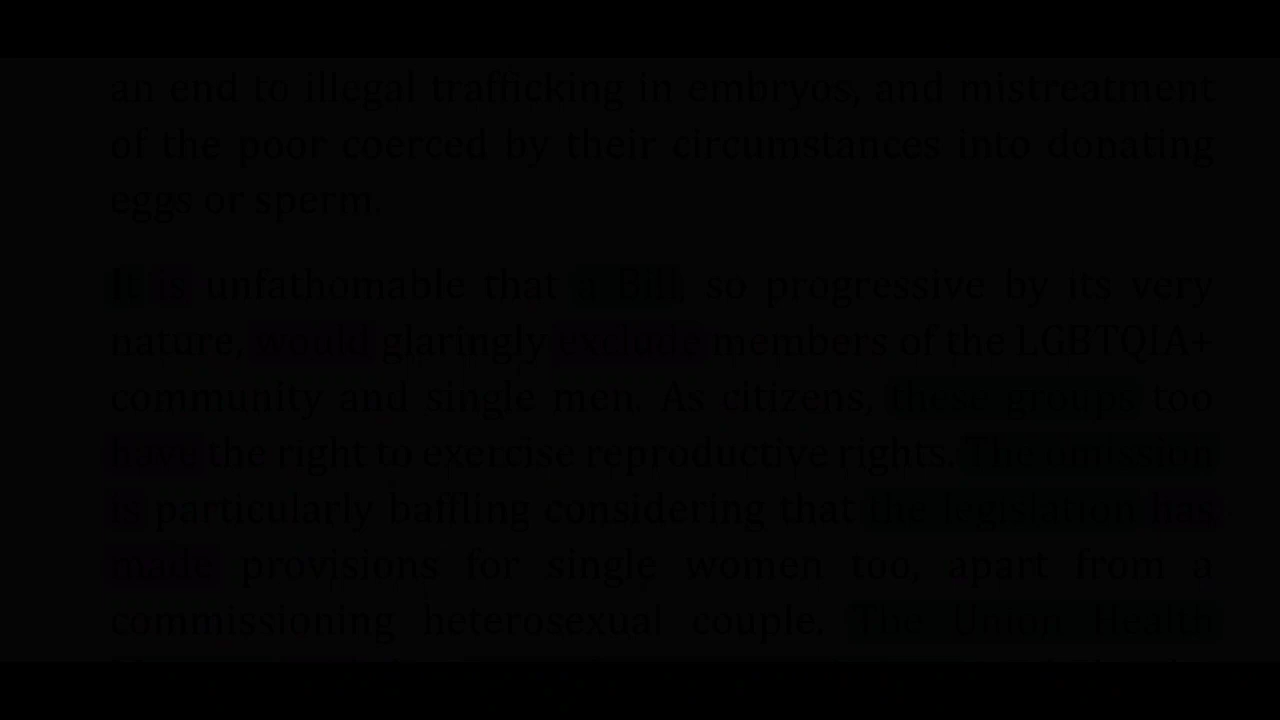 an end to illegal trafficking in embryos, and mistreatment
of the poor coerced by their circumstances into donating
eggs or sperm.
It is unfathomable that a Bill, so progressive by its very
nature, would glaringly exclude members of the LGBTQIA+
community and single men. As citizens, these groups too
have the right to exercise reproductive rights. The omission
is particularly baffling considering that the legislation has
made provisions for single women too, apart from a
commissioning heterosexual couple. The Union Health